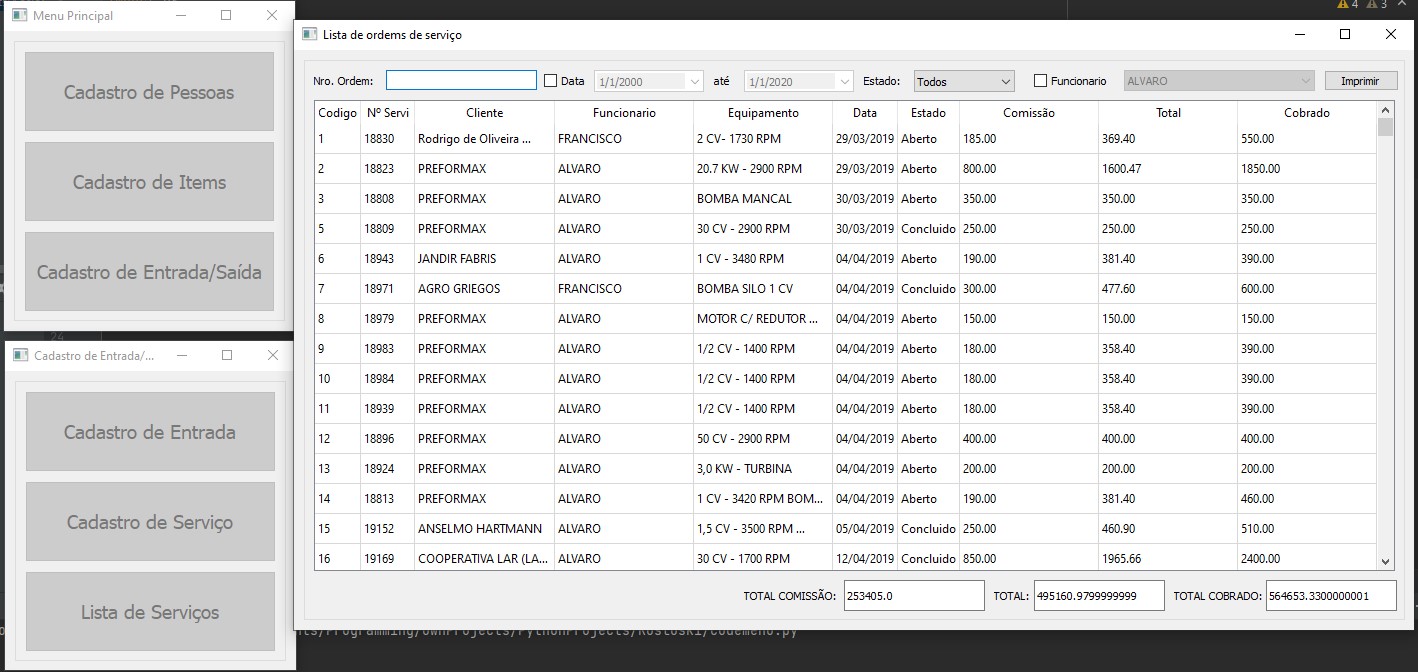 Menu Principal
Cadastro de Pessoas
Cadastro de Items
Cadastro de Entrada/Saída
24
Cadastro de Entrada/...
Cadastro de Entrada
Cadastro de Serviço
Lista de Serviços
4 3
Lista de ordems de serviço
Nro. Ordem: Data 1/1/2000 até 1/1/2020 Estado: Todos Funcionario ALVARO Imprimir
Codigo Nº Servi Cliente Funcionario Equipamento Data Estado Comissão Total Cobrado
1 18830 Rodrigo de Oliveira ... FRANCISCO 2 CV- 1730 RPM 29/03/2019 Aberto 185.00 369.40 550.00
2 18823 PREFORMAX ALVARO 20.7 KW - 2900 RPM 29/03/2019 Aberto 800.00 1600.47 1850.00
3 18808 PREFORMAX ALVARO BOMBA MANCAL 30/03/2019 Aberto 350.00 350.00 350.00
5 18809 PREFORMAX ALVARO 30 CV - 2900 RPM 30/03/2019 Concluido 250.00 250.00 250.00
6 18943 JANDIR FABRIS ALVARO 1 CV - 3480 RPM 04/04/2019 Aberto 190.00 381.40 390.00
7 18971 AGRO GRIEGOS FRANCISCO BOMBA SILO 1 CV 04/04/2019 Concluido 300.00 477.60 600.00
8 18979 PREFORMAX ALVARO MOTOR C/ REDUTOR ... 04/04/2019 Aberto 150.00 150.00 150.00
9 18983 PREFORMAX ALVARO 1/2 CV - 1400 RPM 04/04/2019 Aberto 180.00 358.40 390.00
10 18984 PREFORMAX ALVARO 1/2 CV - 1400 RPM 04/04/2019 Aberto 180.00 358.40 390.00
11 18939 PREFORMAX ALVARO 1/2 CV - 1400 RPM 04/04/2019 Aberto 180.00 358.40 390.00
12 18896 PREFORMAX ALVARO 50 CV - 2900 RPM 04/04/2019 Aberto 400.00 400.00 400.00
13 18924 PREFORMAX ALVARO 3,0 KW - TURBINA 04/04/2019 Aberto 200.00 200.00 200.00
14 18813 PREFORMAX ALVARO 1 CV - 3420 RPM BOM... 04/04/2019 Aberto 190.00 381.40 460.00
15 19152 ANSELMO HARTMANN ALVARO 1,5 CV - 3500 RPM ... 05/04/2019 Concluido 250.00 460.90 510.00
16 19169 COOPERATIVA LAR (LA... ALVARO 30 CV - 1700 RPM 12/04/2019 Concluido 850.00 1965.66 2400.00
TOTAL COMISSÃO: 253405.0 TOTAL: 495160.9799999999 TOTAL COBRADO: 564653.3300000001
nts/Programming/OwnProjects/PythonProjects/Kostoski/codemeno.py